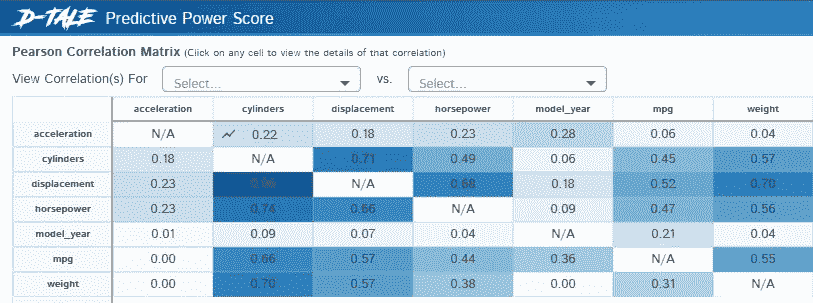 D-TALE Predictive Power Score
Pearson Correlation Matrix (Click on any cell to view the details of that correlation)
View Correlation(s) For Select... vs. Select...
acceleration cylinders displacement horsepower model_year mpg weight
acceleration N/A 0.22 0.18 0.23 0.28 0.06 0.04
cylinders 0.18 N/A 0.71 0.49 0.06 0.45 0.57
displacement 0.23 N/A 0.68 0.18 0.52 0.70
horsepower 0.23 0.74 0.66 N/A 0.09 0.47 0.56
model_year 0.01 0.09 0.07 0.04 N/A 0.21 0.04
mpg 0.00 0.66 0.57 0.44 0.36 N/A 0.55
weight 0.00 0.70 0.57 0.38 0.00 0.31 N/A